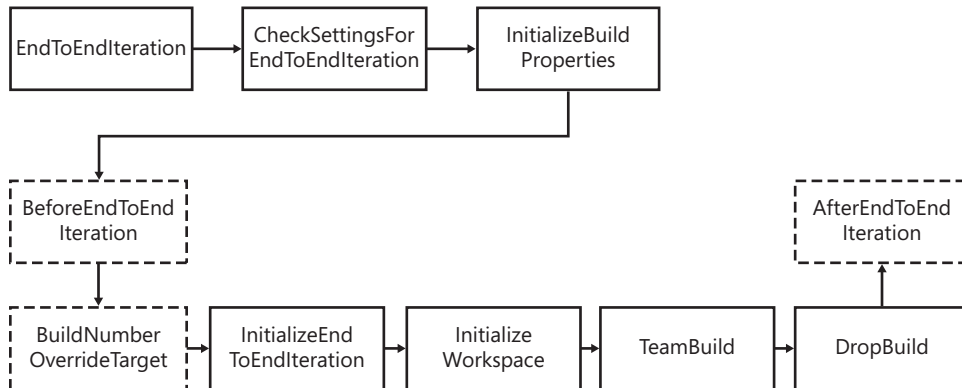 EndToEndIteration
CheckSettingsFor
EndToEndIteration
InitializeBuild
Properties
BeforeEndToEnd
Iteration
AfterEndToEnd
Iteration
BuildNumber
OverrideTarget
InitializeEnd
ToEndIteration
Initialize
Workspace
TeamBuild
DropBuild